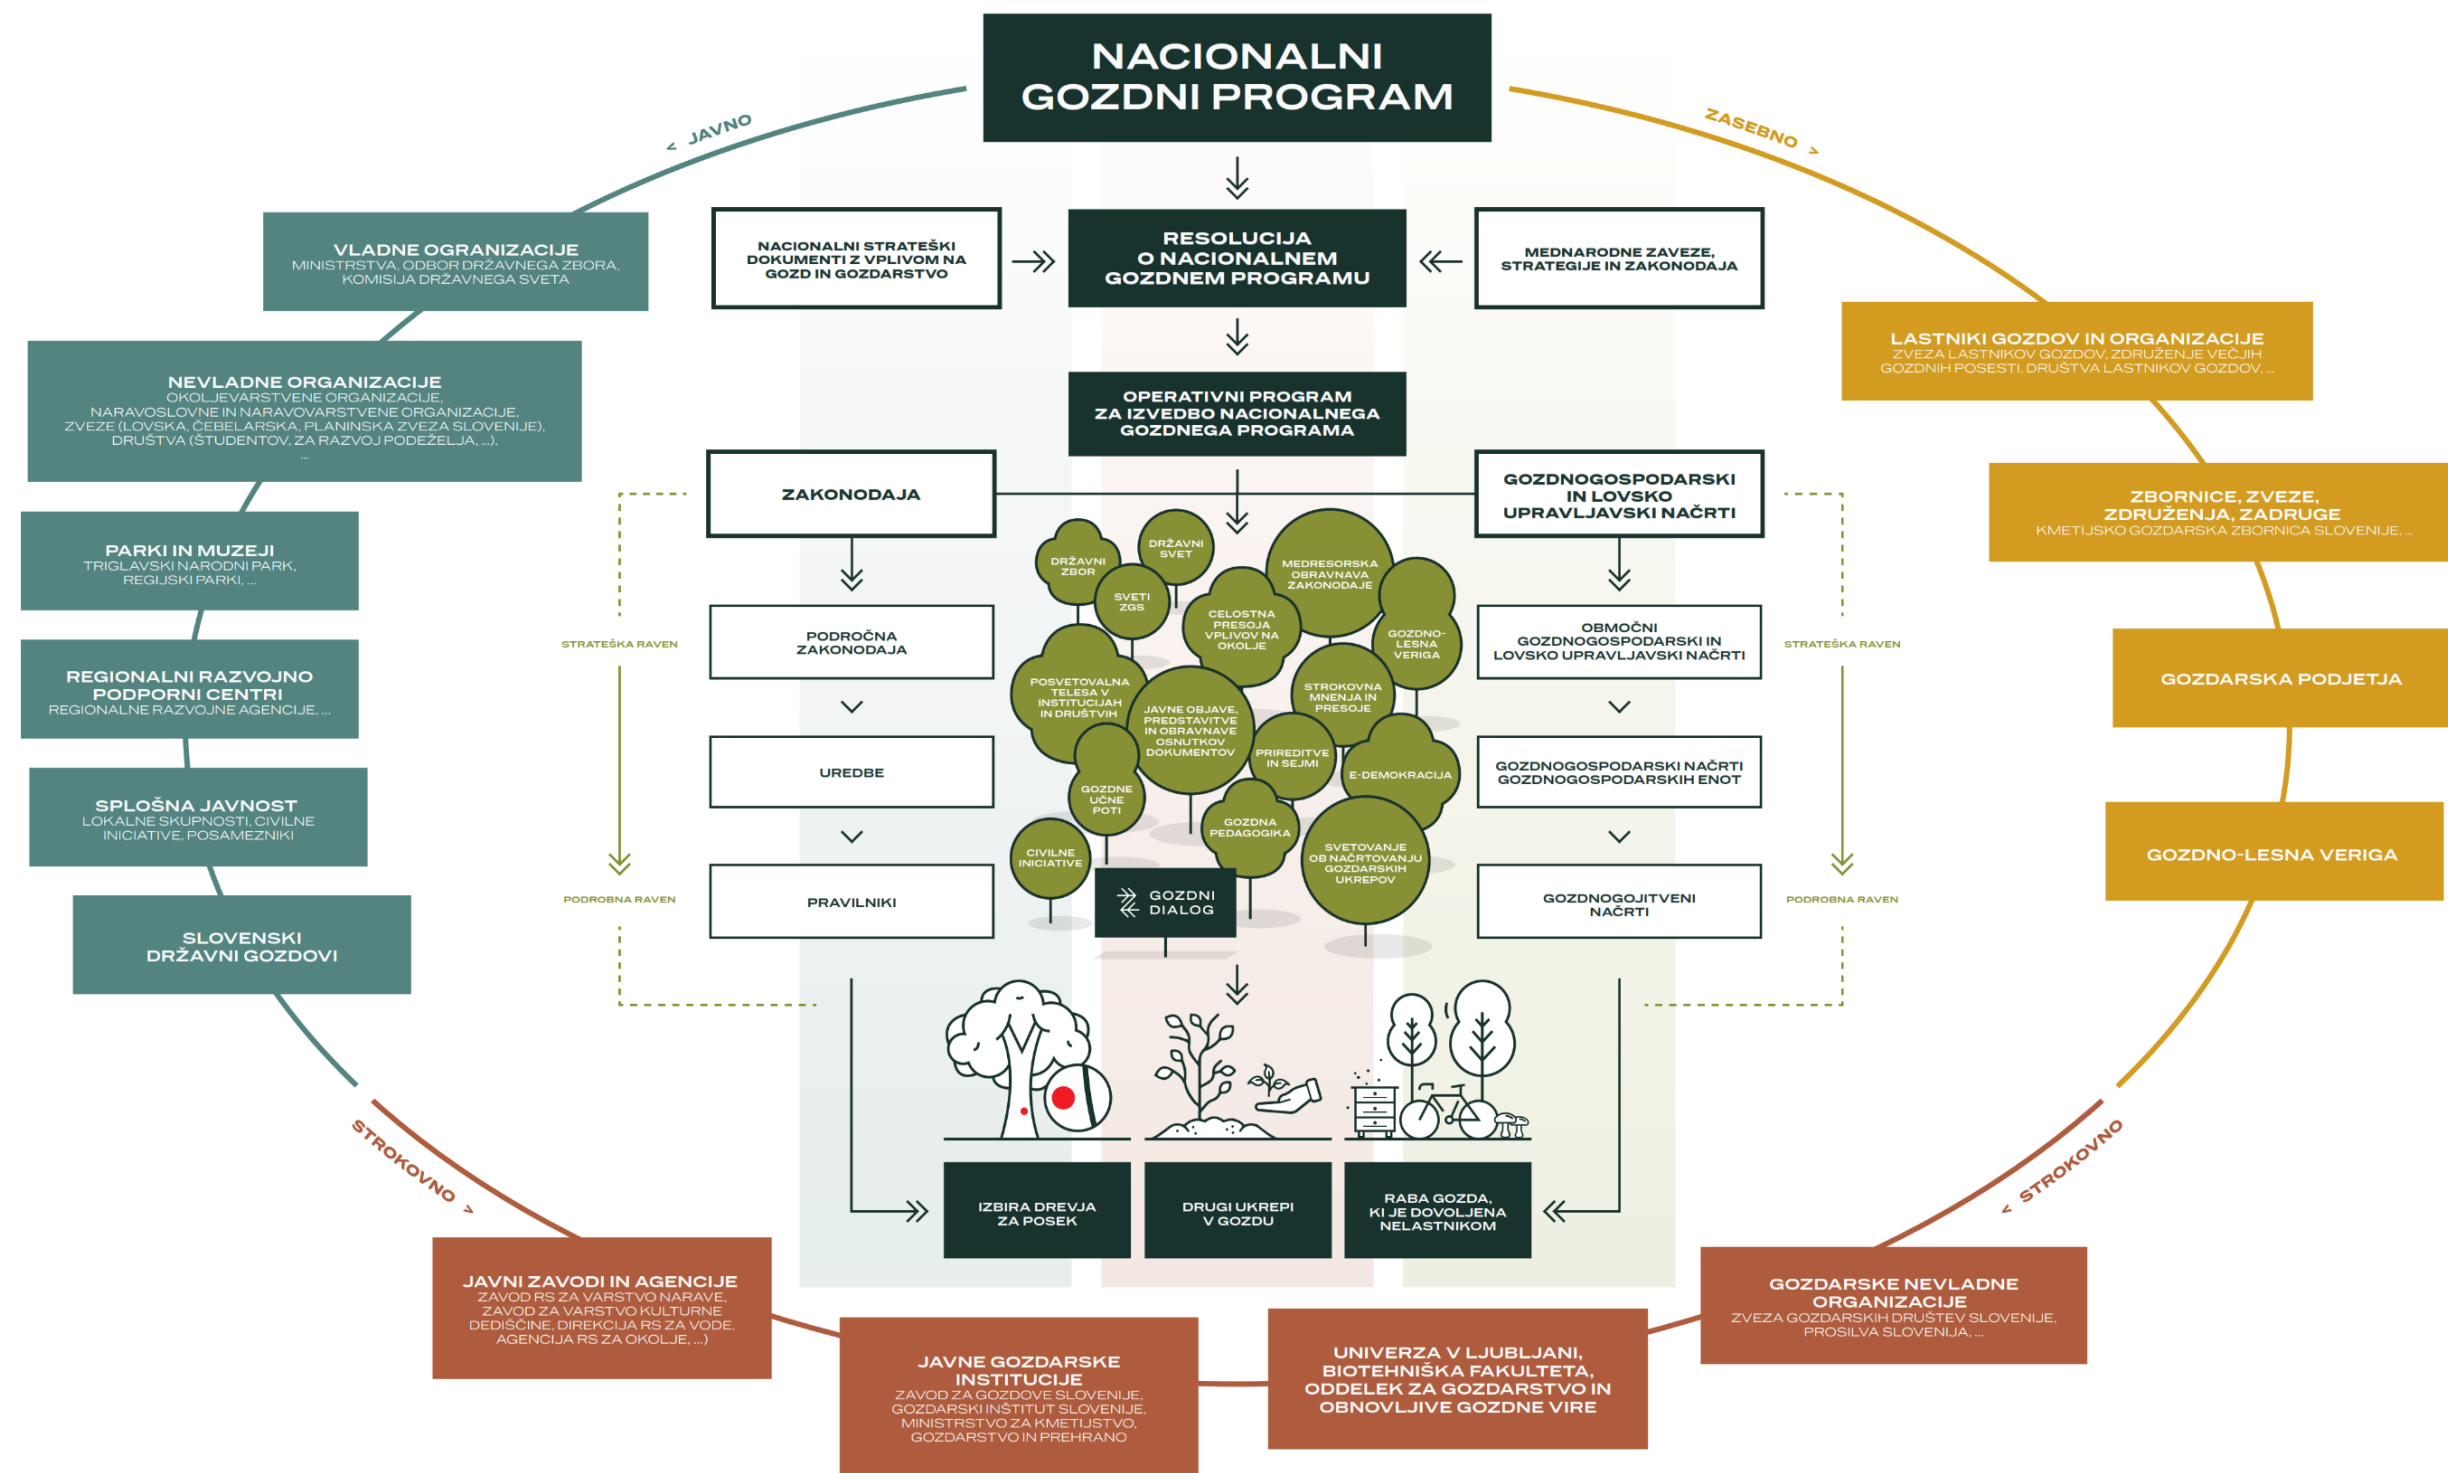 NACIONALNI
GOZDNI PROGRAM
< JAVNO
ZASEBNO >
VLADNE OGRANIZACIJE
MINISTRSTVA, ODBOR DRŽAVNEGA ZBORA,
KOMISIJA DRŽAVNEGA SVETA
NACIONALNI STRATEŠKI
DOKUMENTI Z VPLIVOM NA
GOZD IN GOZDARSTVO
RESOLUCIJA
O NACIONALNEM
GOZDNEM PROGRAMU
MEDNARODNE ZAVEZE,
STRATEGIJE IN ZAKONODAJA
NEVLADNE ORGANIZACIJE
OKOLJEVARSTVENE ORGANIZACIJE,
NARAVOSLOVNE IN NARAVOVARSTVENE ORGANIZACIJE,
ZVEZE (LOVSKA, ČEBELARSKA, PLANINSKA ZVEZA SLOVENIJE),
DRUŠTVA (ŠTUDENTOV, ZA RAZVOJ PODEŽELJA, ...),
...
LASTNIKI GOZDOV IN ORGANIZACIJE
ZVEZA LASTNIKOV GOZDOV, ZDRUŽENJE VEČJIH
GOZDNIH POSESTI, DRUŠTVA LASTNIKOV GOZDOV, ...
OPERATIVNI PROGRAM
ZA IZVEDBO NACIONALNEGA
GOZDNEGA PROGRAMA
ZAKONODAJA
GOZDNOGOSPODARSKI
IN LOVSKO
UPRAVLJAVSKI NAČRTI
ZBORNICE, ZVEZE,
ZDRUŽENJA, ZADRUGE
KMETIJSKO GOZDARSKA ZBORNICA SLOVENIJE, ...
PARKI IN MUZEJI
TRIGLAVSKI NARODNI PARK,
REGIJSKI PARKI, ...
REGIONALNI RAZVOJNO
PODPORNI CENTRI
REGIONALNE RAZVOJNE AGENCIJE, ...
SPLOŠNA JAVNOST
LOKALNE SKUPNOSTI, CIVILNE
INICIATIVE, POSAMEZNIKI
SLOVENSKI
DRŽAVNI GOZDOVI
STRATEŠKA RAVEN
PODROBNA RAVEN
PODROČNA
ZAKONODAJA
UREDBE
PRAVILNIKI
DRŽAVNI
ZBOR
DRŽAVNI
SVET
SVETI
ZGS
MEDRESORSKA
OBRAVNAVA
ZAKONODAJE
CELOSTNA
PRESOJA
VPLIVOV NA
OKOLJE
GOZDNO-
LESNA
VERIGA
POSVETOVALNA
TELESA V
INSTITUCIJAH
IN DRUŠTVIH
JAVNE OBJAVE,
PREDSTAVITVE
IN OBRAVNAVE
OSNUTKOV
DOKUMENTOV
STROKOVNA
MNENJA IN
PRESOJE
PRIREDITVE
IN SEJMI
E-DEMOKRACIJA
GOZDNE
UČNE
POTI
GOZDNA
PEDAGOGIKA
CIVILNE
INICIATIVE
SVETOVANJE
OB NAČRTOVANJU
GOZDARSKIH
UKREPOV
GOZDNI
DIALOG
OBMOČNI
GOZDNOGOSPODARSKI IN
LOVSKO UPRAVLJAVSKI NAČRTI
GOZDNOGOSPODARSKI NAČRTI
GOZDNOGOSPODARSKIH ENOT
GOZDNOGOJITVENI
NAČRTI
STRATEŠKA RAVEN
PODROBNA RAVEN
GOZDARSKA PODJETJA
GOZDNO-LESNA VERIGA
IZBIRA DREVJA
ZA POSEK
DRUGI UKREPI
V GOZDU
RABA GOZDA,
KI JE DOVOLJENA
NELASTNIKOM
STROKOVNO >
< STROKOVNO
JAVNI ZAVODI IN AGENCIJE
ZAVOD RS ZA VARSTVO NARAVE,
ZAVOD ZA VARSTVO KULTURNE
DEDIŠČINE, DIREKCIJA RS ZA VODE,
AGENCIJA RS ZA OKOLJE, ...)
JAVNE GOZDARSKE
INSTITUCIJE
ZAVOD ZA GOZDOVE SLOVENIJE,
GOZDARSKI INŠTITUT SLOVENIJE,
MINISTRSTVO ZA KMETIJSTVO,
GOZDARSTVO IN PREHRANO
UNIVERZA V LJUBLJANI,
BIOTEHNIŠKA FAKULTETA,
ODDELEK ZA GOZDARSTVO IN
OBNOVLJIVE GOZDNE VIRE
GOZDARSKE NEVLADNE
ORGANIZACIJE
ZVEZA GOZDARSKIH DRUŠTEV SLOVENIJE,
PROSILVA SLOVENIJA, ...